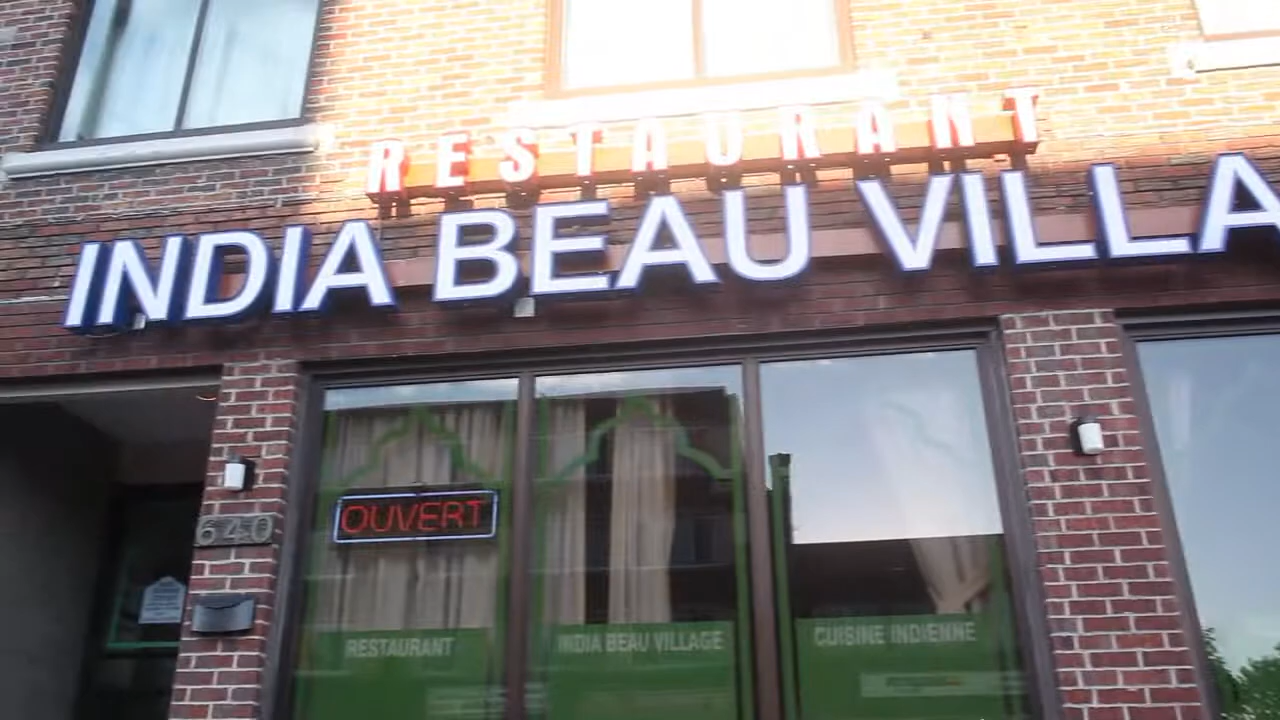 RESTAURANT
INDIA BEAU VILLA
OUVERT
640
RESTAURANT
INDIA BEAU VILLAGE
CUISINE INDIENNE